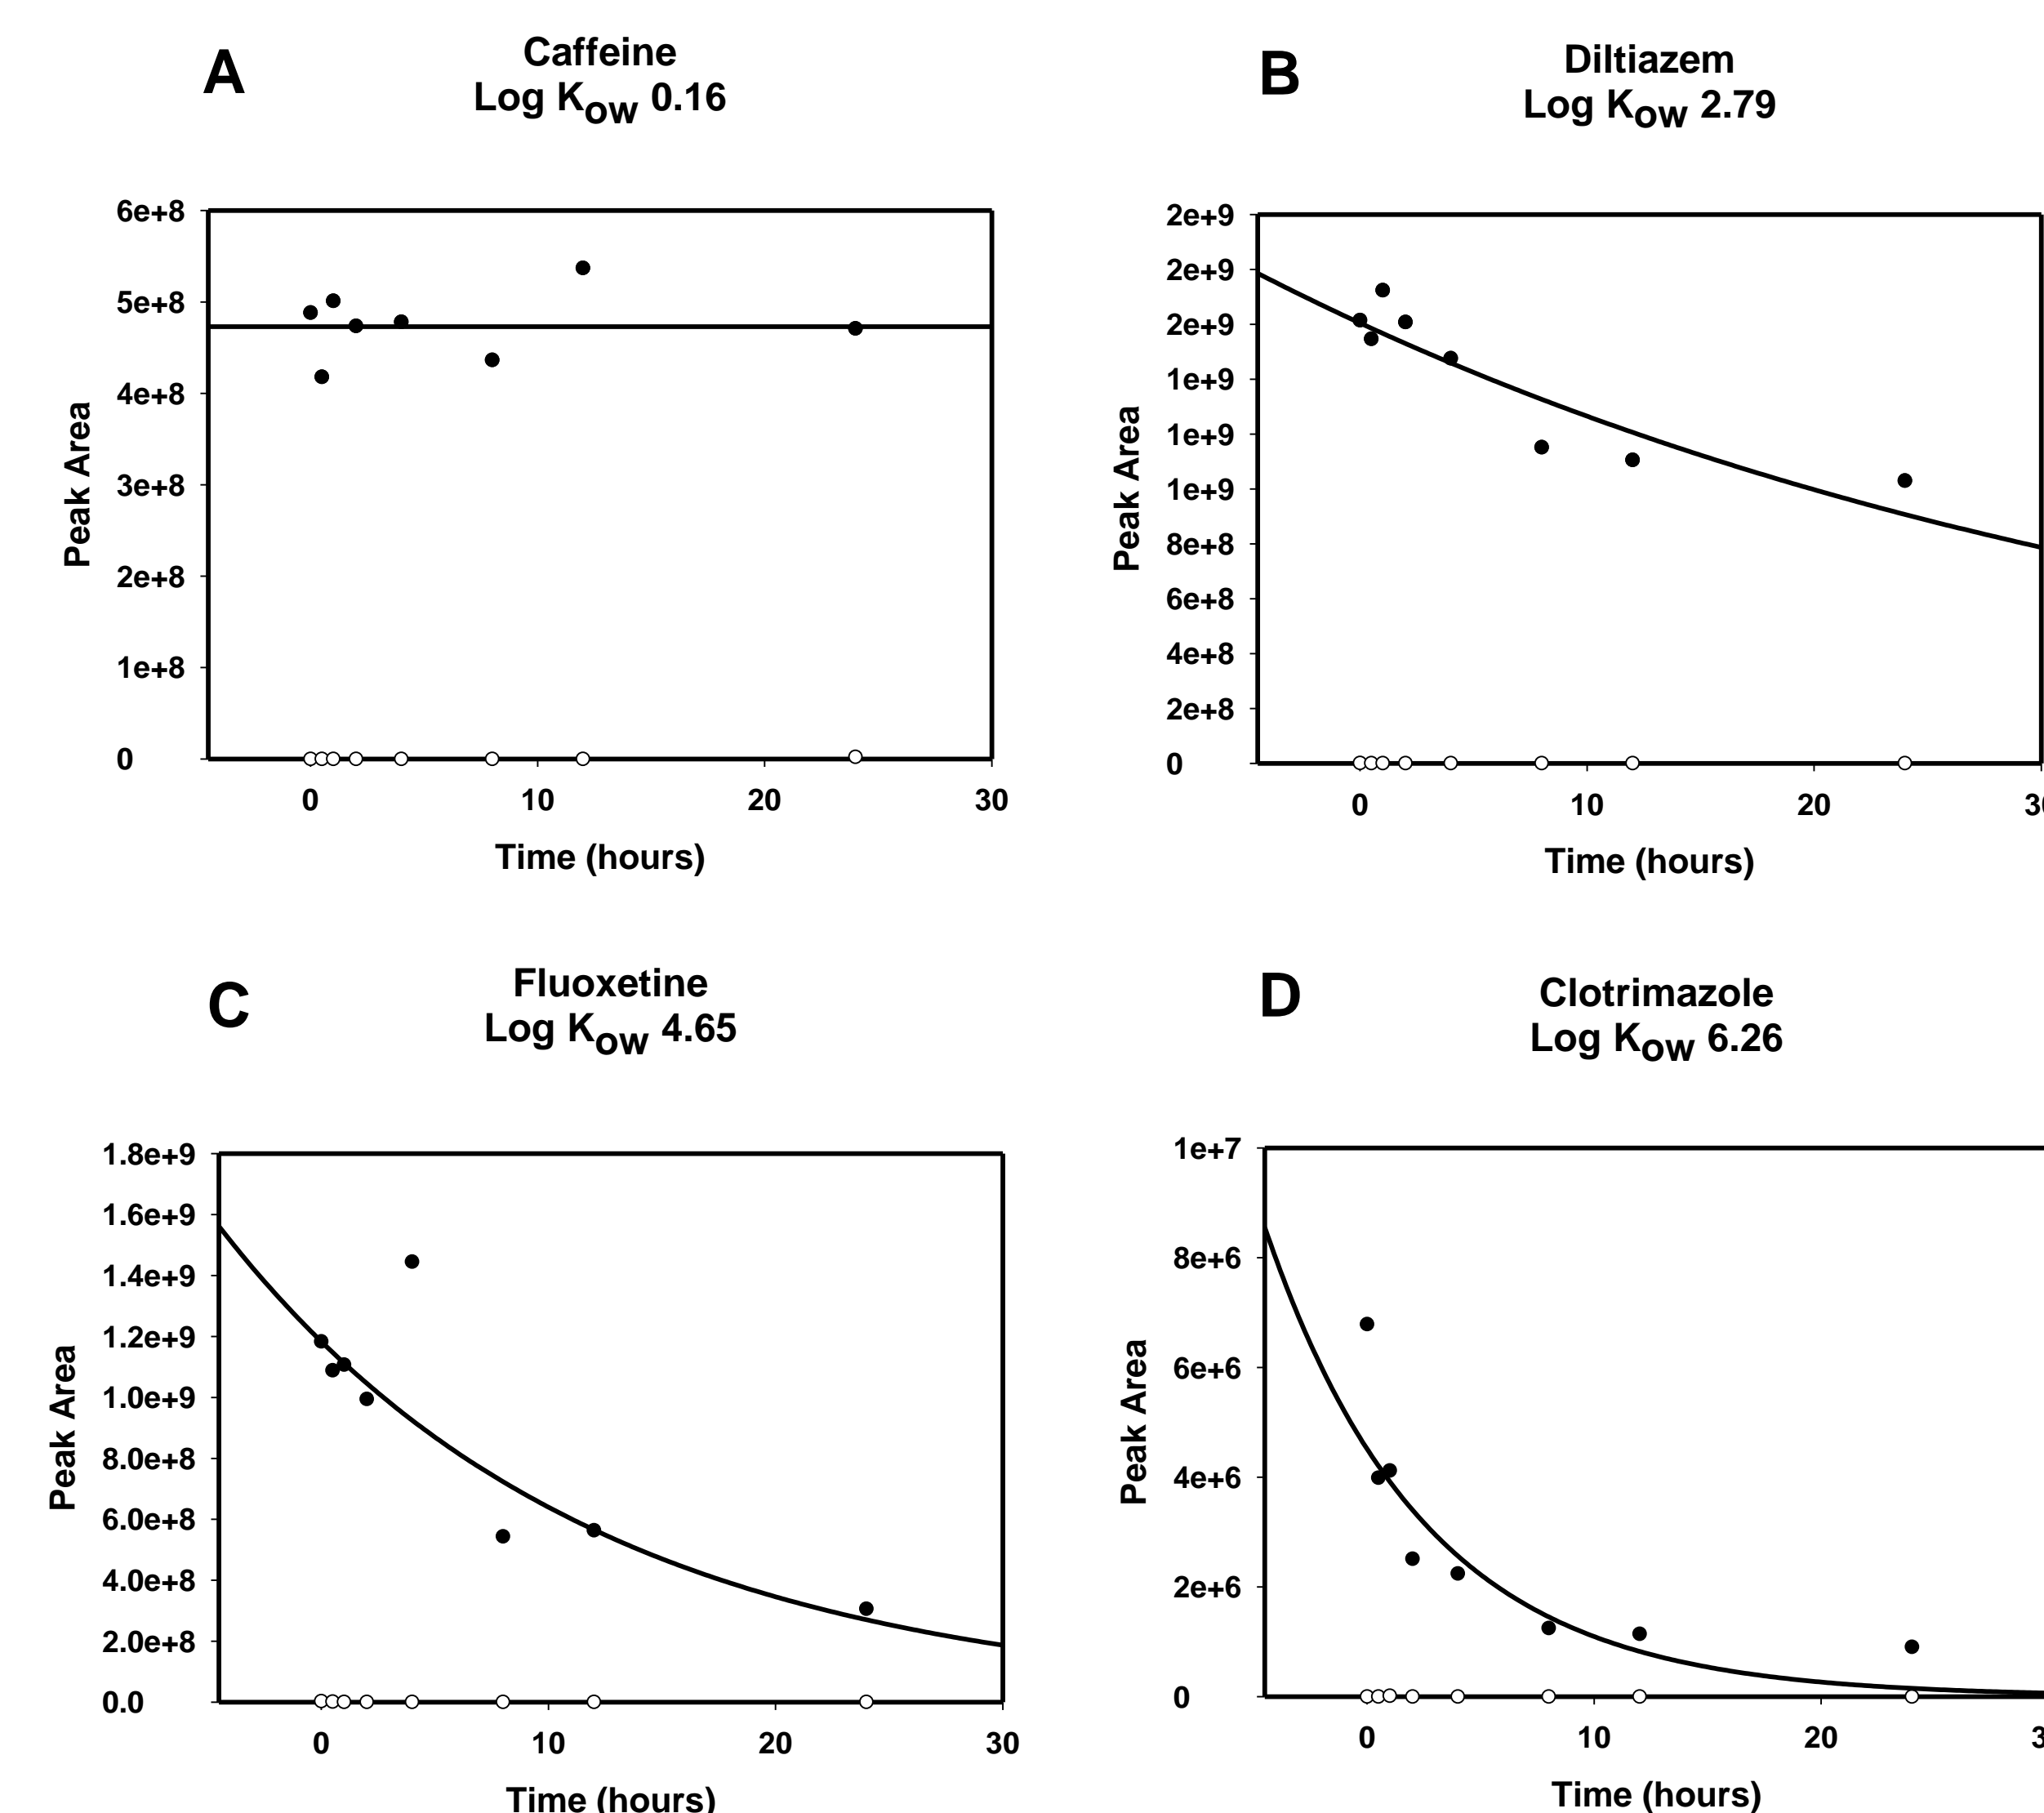 A
Caffeine
Log Kow 0.16
6e+8
5e+8
4e+8
3e+8
2e+8
1e+8
0
Peak Area
0 10 20 30
Time (hours)
B
Diltiazem
Log Kow 2.79
2e+9
2e+9
2e+9
1e+9
1e+9
1e+9
8e+8
6e+8
4e+8
2e+8
0
Peak Area
0 10 20
Time (hours)
C
Fluoxetine
Log Kow 4.65
1.8e+9
1.6e+9
1.4e+9
1.2e+9
1.0e+9
8.0e+8
6.0e+8
4.0e+8
2.0e+8
0.0
Peak Area
0 10 20 30
Time (hours)
D
Clotrimazole
Log Kow 6.26
1e+7
8e+6
6e+6
4e+6
2e+6
0
Peak Area
0 10 20
Time (hours)